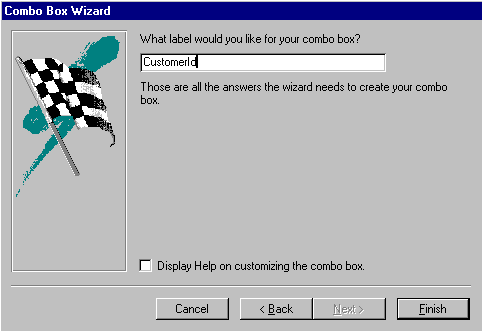 Combo Box Wizard
What label would you like for your combo box?
CustomerId
Those are all the answers the wizard needs to create your combo
box.
Display Help on customizing the combo box.
Cancel
< Back
Next >
Finish